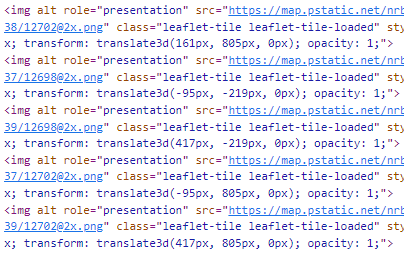 <img alt role="presentation" src="https://map.pstatic.net/nrb
38/12702@2x.png" class="leaflet-tile leaflet-tile-loaded" sty
x; transform: translate3d(161px, 805px, 0px); opacity: 1;">
<img alt role="presentation" src="https://map.pstatic.net/nrb
37/12698@2x.png" class="leaflet-tile leaflet-tile-loaded" sty
x; transform: translate3d(-95px, -219px, 0px); opacity: 1;">
<img alt role="presentation" src="https://map.pstatic.net/nrb
39/12698@2x.png" class="leaflet-tile leaflet-tile-loaded" sty
x; transform: translate3d(417px, -219px, 0px); opacity: 1;">
<img alt role="presentation" src="https://map.pstatic.net/nrb
37/12702@2x.png" class="leaflet-tile leaflet-tile-loaded" sty
x; transform: translate3d(-95px, 805px, 0px); opacity: 1;">
<img alt role="presentation" src="https://map.pstatic.net/nrb
39/12702@2x.png" class="leaflet-tile leaflet-tile-loaded" sty
x; transform: translate3d(417px, 805px, 0px); opacity: 1;">